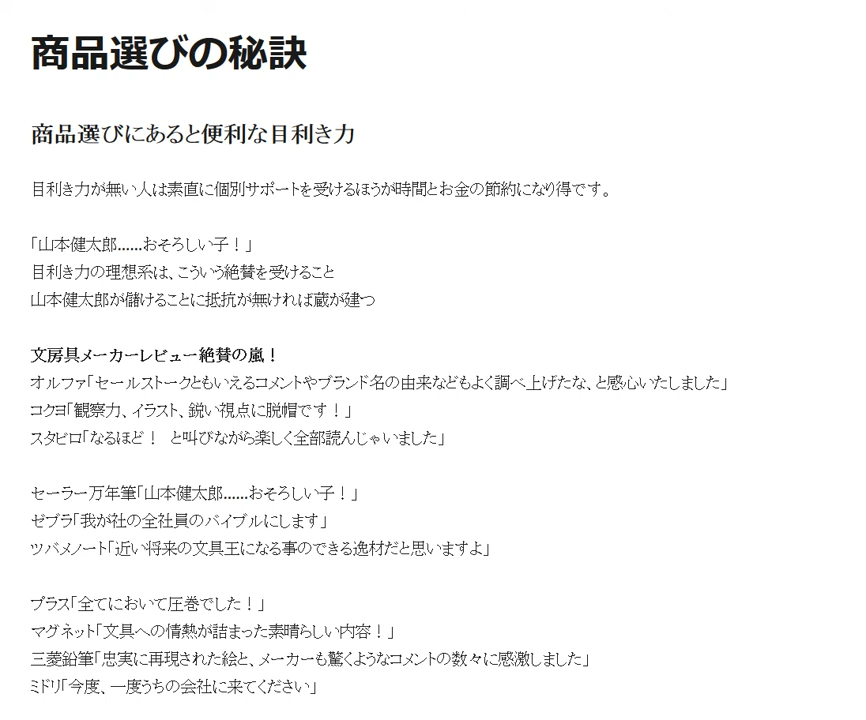 商品選びの秘訣
商品選びにあると便利な目利き力
目利き力が無い人は素直に個別サポートを受けるほうが時間とお金の節約になり得です。
「山本健太郎……おそろしい子！」
目利き力の理想系は、こういう絶賛を受けること
山本健太郎が儲けることに抵抗が無ければ蔵が建つ
文房具メーカーレビュー絶賛の嵐！
オルファ「セールストークともいえるコメントやブランド名の由来などもよく調べ上げたな、と感心いたしました」
コクヨ「観察力、イラスト、鋭い視点に脱帽です！」
スタビロ「なるほど！　と叫びながら楽しく全部読んじゃいました」
セーラー万年筆「山本健太郎……おそろしい子！」
ゼブラ「我が社の全社員のバイブルにします」
ツバメノート「近い将来の文具王になる事のできる逸材だと思いますよ」
プラス「全てにおいて圧巻でした！」
マグネット「文具への情熱が詰まった素晴らしい内容！」
三菱鉛筆「忠実に再現された絵と、メーカーも驚くようなコメントの数々に感激しました」
ミドリ「今度、一度うちの会社に来てください」